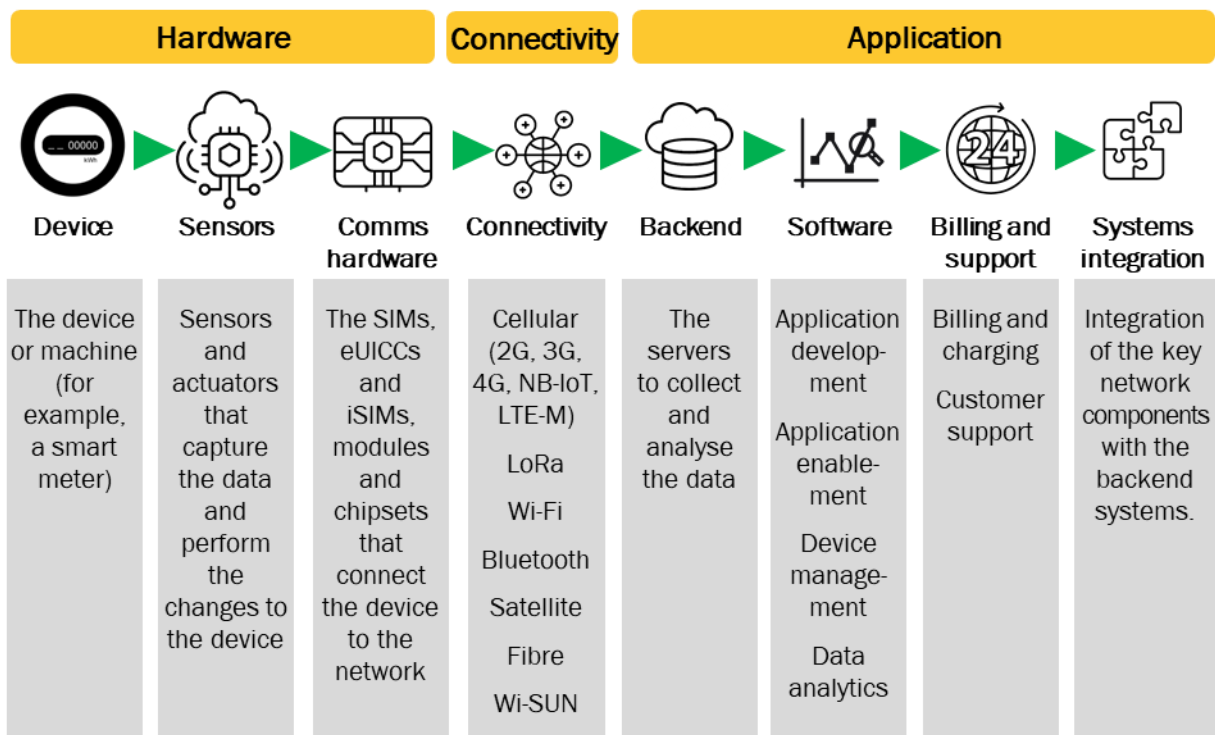 Hardware
Connectivity
Application
_ _ 00000
kWh
24
Device
Sensors
Comms
hardware
Connectivity
Backend
Software
Billing and
support
Systems
integration
The device
or machine
(for
example,
a smart
meter)
Sensors
and
actuators
that
capture
the data
and
perform
the
changes to
the device
The SIMs,
eUICCs
and
iSIMs,
modules
and
chipsets
that
connect
the device
to the
network
Cellular
(2G, 3G,
4G, NB-IoT,
LTE-M)
LoRa
Wi-Fi
Bluetooth
Satellite
Fibre
Wi-SUN
The
servers
to collect
and
analyse
the data
Application
develop-
ment
Application
enable-
ment
Device
manage-
ment
Data
analytics
Billing and
charging
Customer
support
Integration
of the key
network
components
with the
backend
systems.